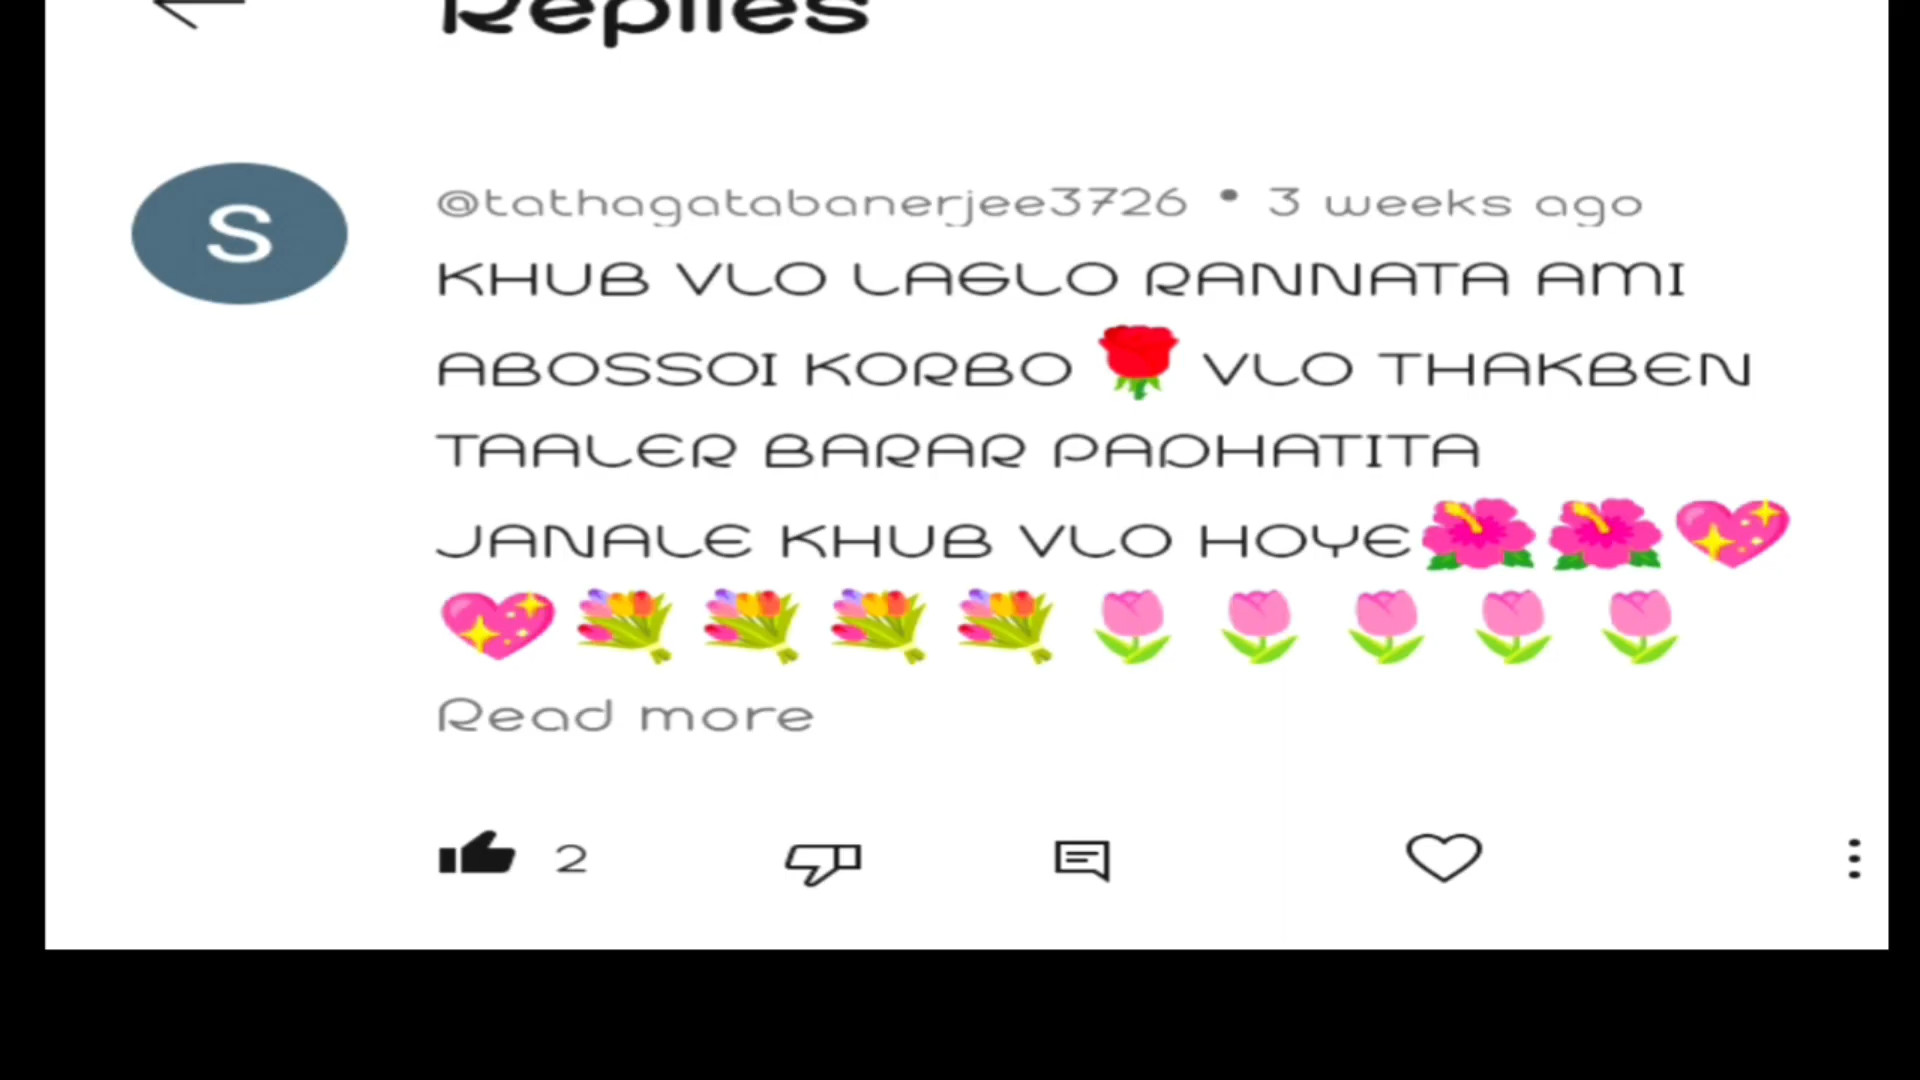 Replies
S
@tathagatabanerjee3726 • 3 weeks ago
KHUB VLO LAGLO RANNATA AMI
ABOSSOI KORBO 🌹 VLO THAKBEN
TAALER BARAR PADHATITA
JANALE KHUB VLO HOYE🌺🌺💖
💖💐💐💐💐🌷🌷🌷🌷🌷
Read more
2